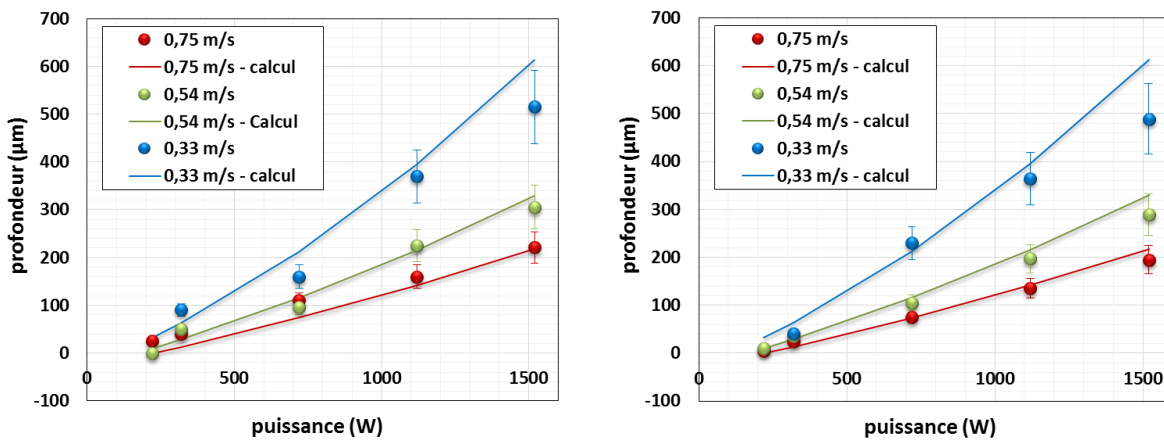 700
600
500
400
300
200
100
0
-100
profondeur (µm)
0,75 m/s
0,75 m/s - calcul
0,54 m/s
0,54 m/s - Calcul
0,33 m/s
0,33 m/s - calcul
0 500 1000 1500
puissance (W)
700
600
500
400
300
200
100
0
-100
profondeur (µm)
0,75 m/s
0,75 m/s - calcul
0,54 m/s
0,54 m/s - Calcul
0,33 m/s
0,33 m/s - calcul
0 500 1000 1500
puissance (W)